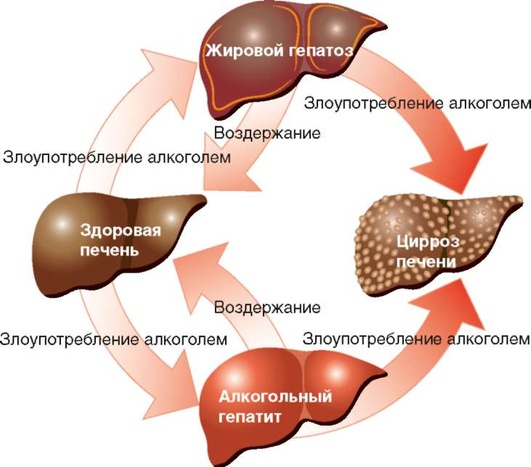 Жировой гепатоз
Злоупотребление алкоголем
Воздержание
Злоупотребление алкоголем
Здоровая
печень
Цирроз
печени
Воздержание
Злоупотребление алкоголем
Злоупотребление алкоголем
Алкогольный
гепатит